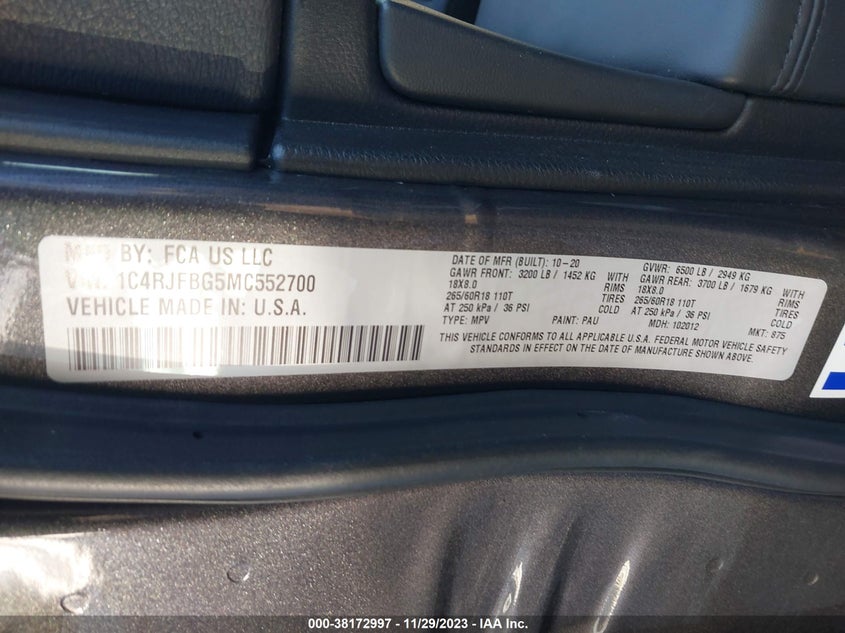 MFD BY: FCA US LLC
VIN: 1C4RJFBG5MC552700
VEHICLE MADE IN: U.S.A.
DATE OF MFR (BUILT): 10-20 GVWR: 6500 LB / 2949 KG
GAWR FRONT: 3200 LB / 1452 KG WITH GAWR REAR: 3700 LB / 1679 KG WITH
18X8.0 RIMS 18X8.0 RIMS
265/60R18 110T TIRES 265/60R18 110T TIRES
AT 250 kPa / 36 PSI COLD AT 250 kPa / 36 PSI COLD
TYPE: MPV PAINT: PAU MDH: 102012 MKT: 87S
THIS VEHICLE CONFORMS TO ALL APPLICABLE U.S.A. FEDERAL MOTOR VEHICLE SAFETY
STANDARDS IN EFFECT ON THE DATE OF MANUFACTURE SHOWN ABOVE.
000-38172997 - 11/29/2023 - IAA Inc.